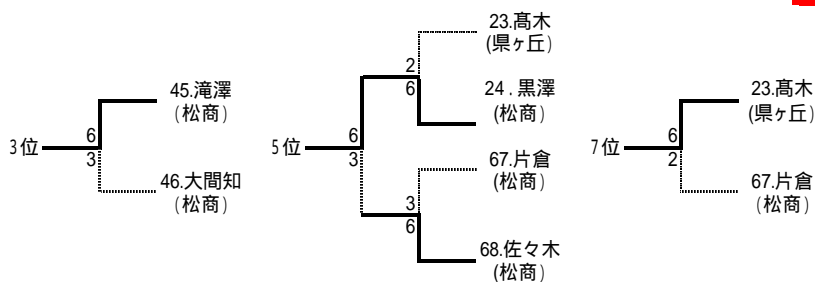 3位
6
3
45.滝澤
(松商)
46.大間知
(松商)
5位
6
3
2
6
23.髙木
(県ヶ丘)
24.黒澤
(松商)
3
6
67.片倉
(松商)
68.佐々木
(松商)
7位
6
2
23.髙木
(県ヶ丘)
67.片倉
(松商)